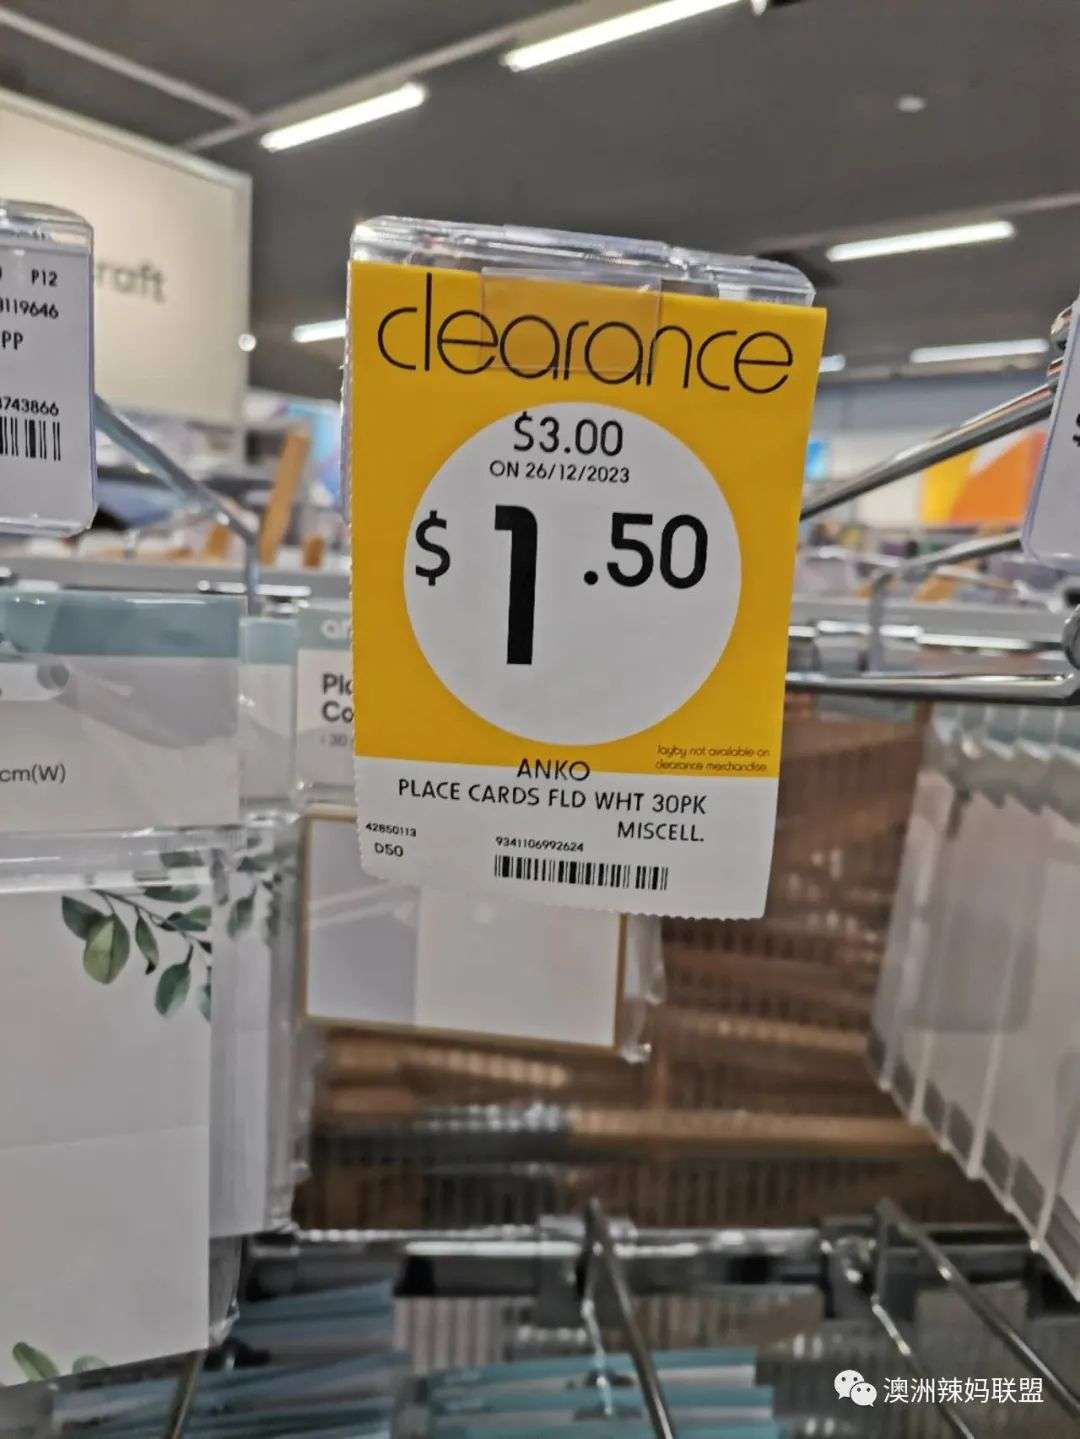 raft
P12
3119646
PP
743866
clearance
$3.00
ON 26/12/2023
$1.50
layby not available on
clearance merchandise
ANKO
PLACE CARDS FLD WHT 30PK
MISCELL.
42850113
D50
9341106992624
Pl
Co
30
cm(W)
澳洲辣妈联盟